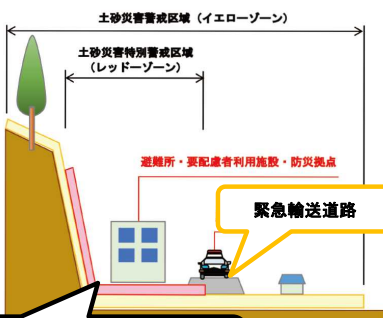 土砂災害警戒区域（イエローゾーン）
土砂災害特別警戒区域
（レッドーゾーン）
避難所・要配慮者利用施設・防災拠点
緊急輸送道路